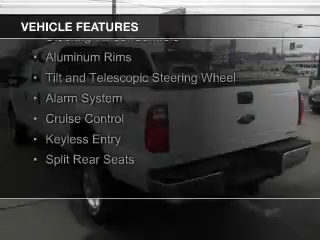 VEHICLE FEATURES
• Aluminum Rims
• Tilt and Telescopic Steering Wheel
• Alarm System
• Cruise Control
• Keyless Entry
• Split Rear Seats